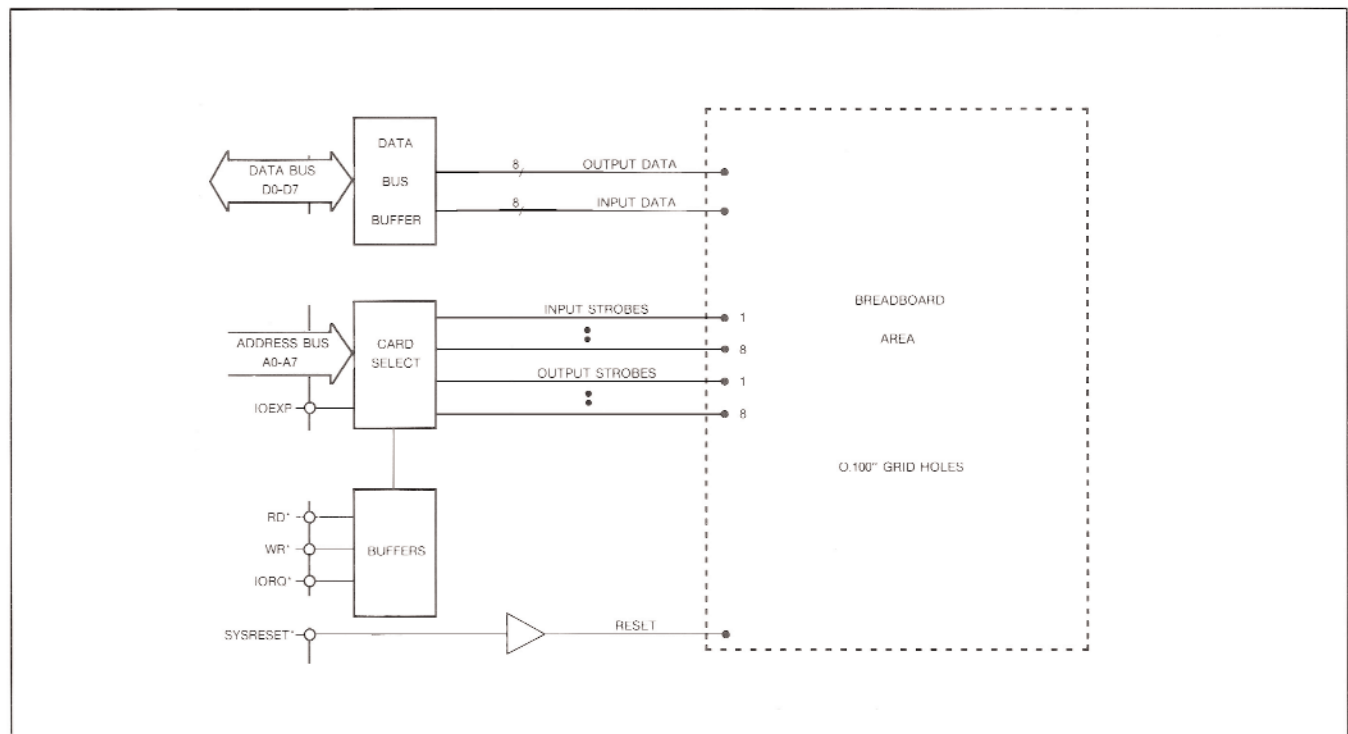 DATA
BUS
BUFFER
DATA BUS
D0-D7
8 OUTPUT DATA
8 INPUT DATA
ADDRESS BUS
A0-A7
IOEXP
CARD
SELECT
INPUT STROBES
1
8
OUTPUT STROBES
1
8
BREADBOARD
AREA
0.100" GRID HOLES
RD*
WR*
IORQ*
BUFFERS
SYSRESET*
RESET